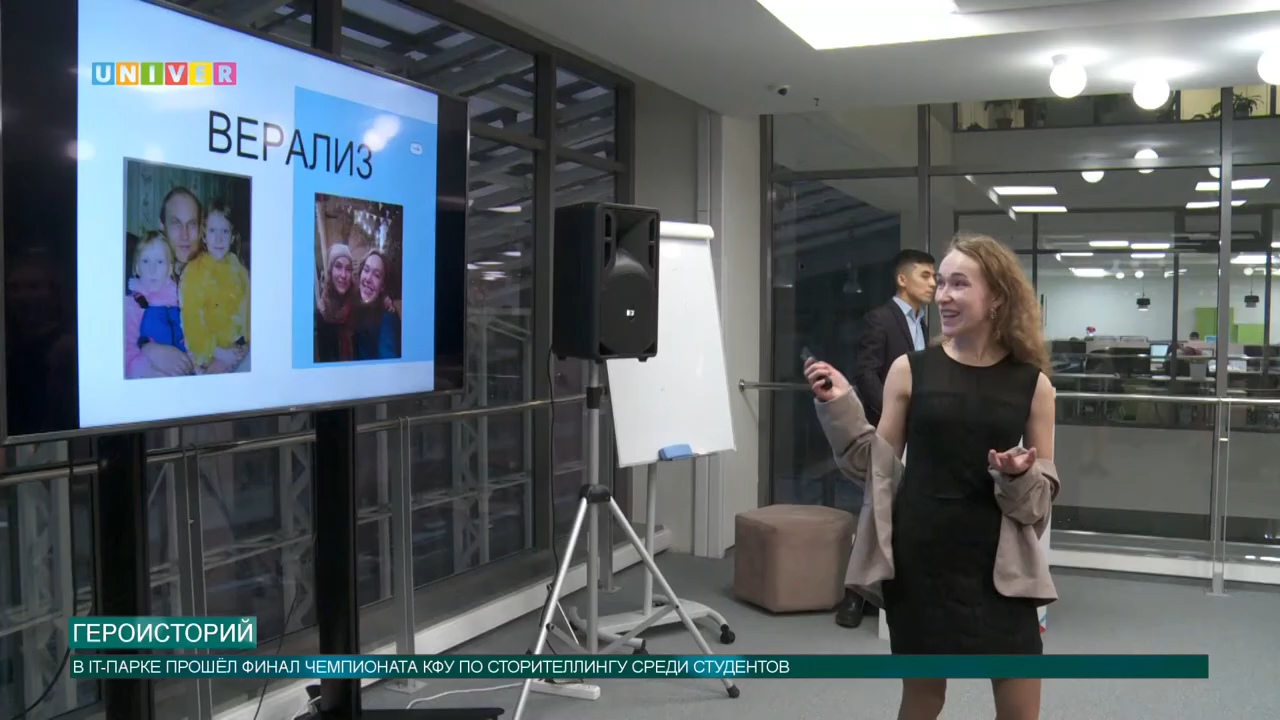 UNIVER
ВЕРАЛИЗ
ГЕРОИСТОРИЙ
В IT-ПАРКЕ ПРОШЁЛ ФИНАЛ ЧЕМПИОНАТА КФУ ПО СТОРИТЕЛЛИНГУ СРЕДИ СТУДЕНТОВ